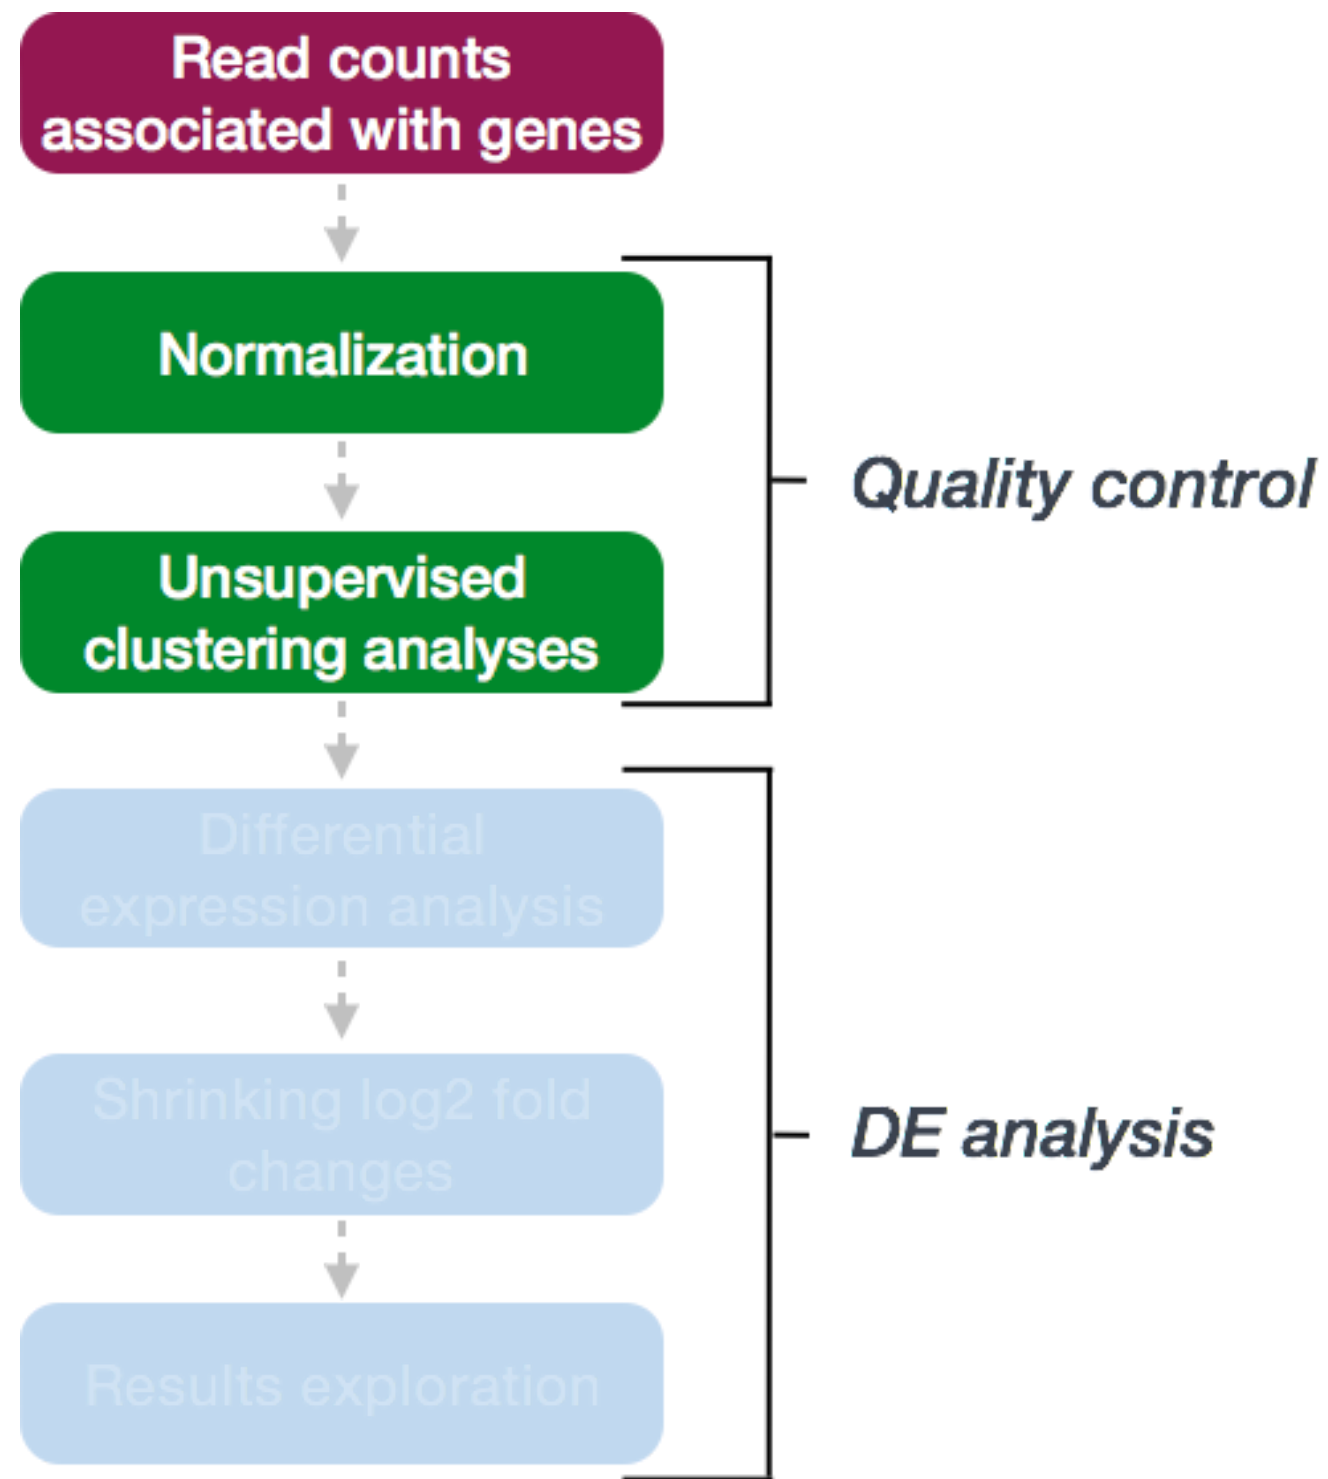 Read counts
associated with genes
Normalization
Unsupervised
clustering analyses
Quality control
Differential
expression analysis
Shrinking log2 fold
changes
Results exploration
DE analysis